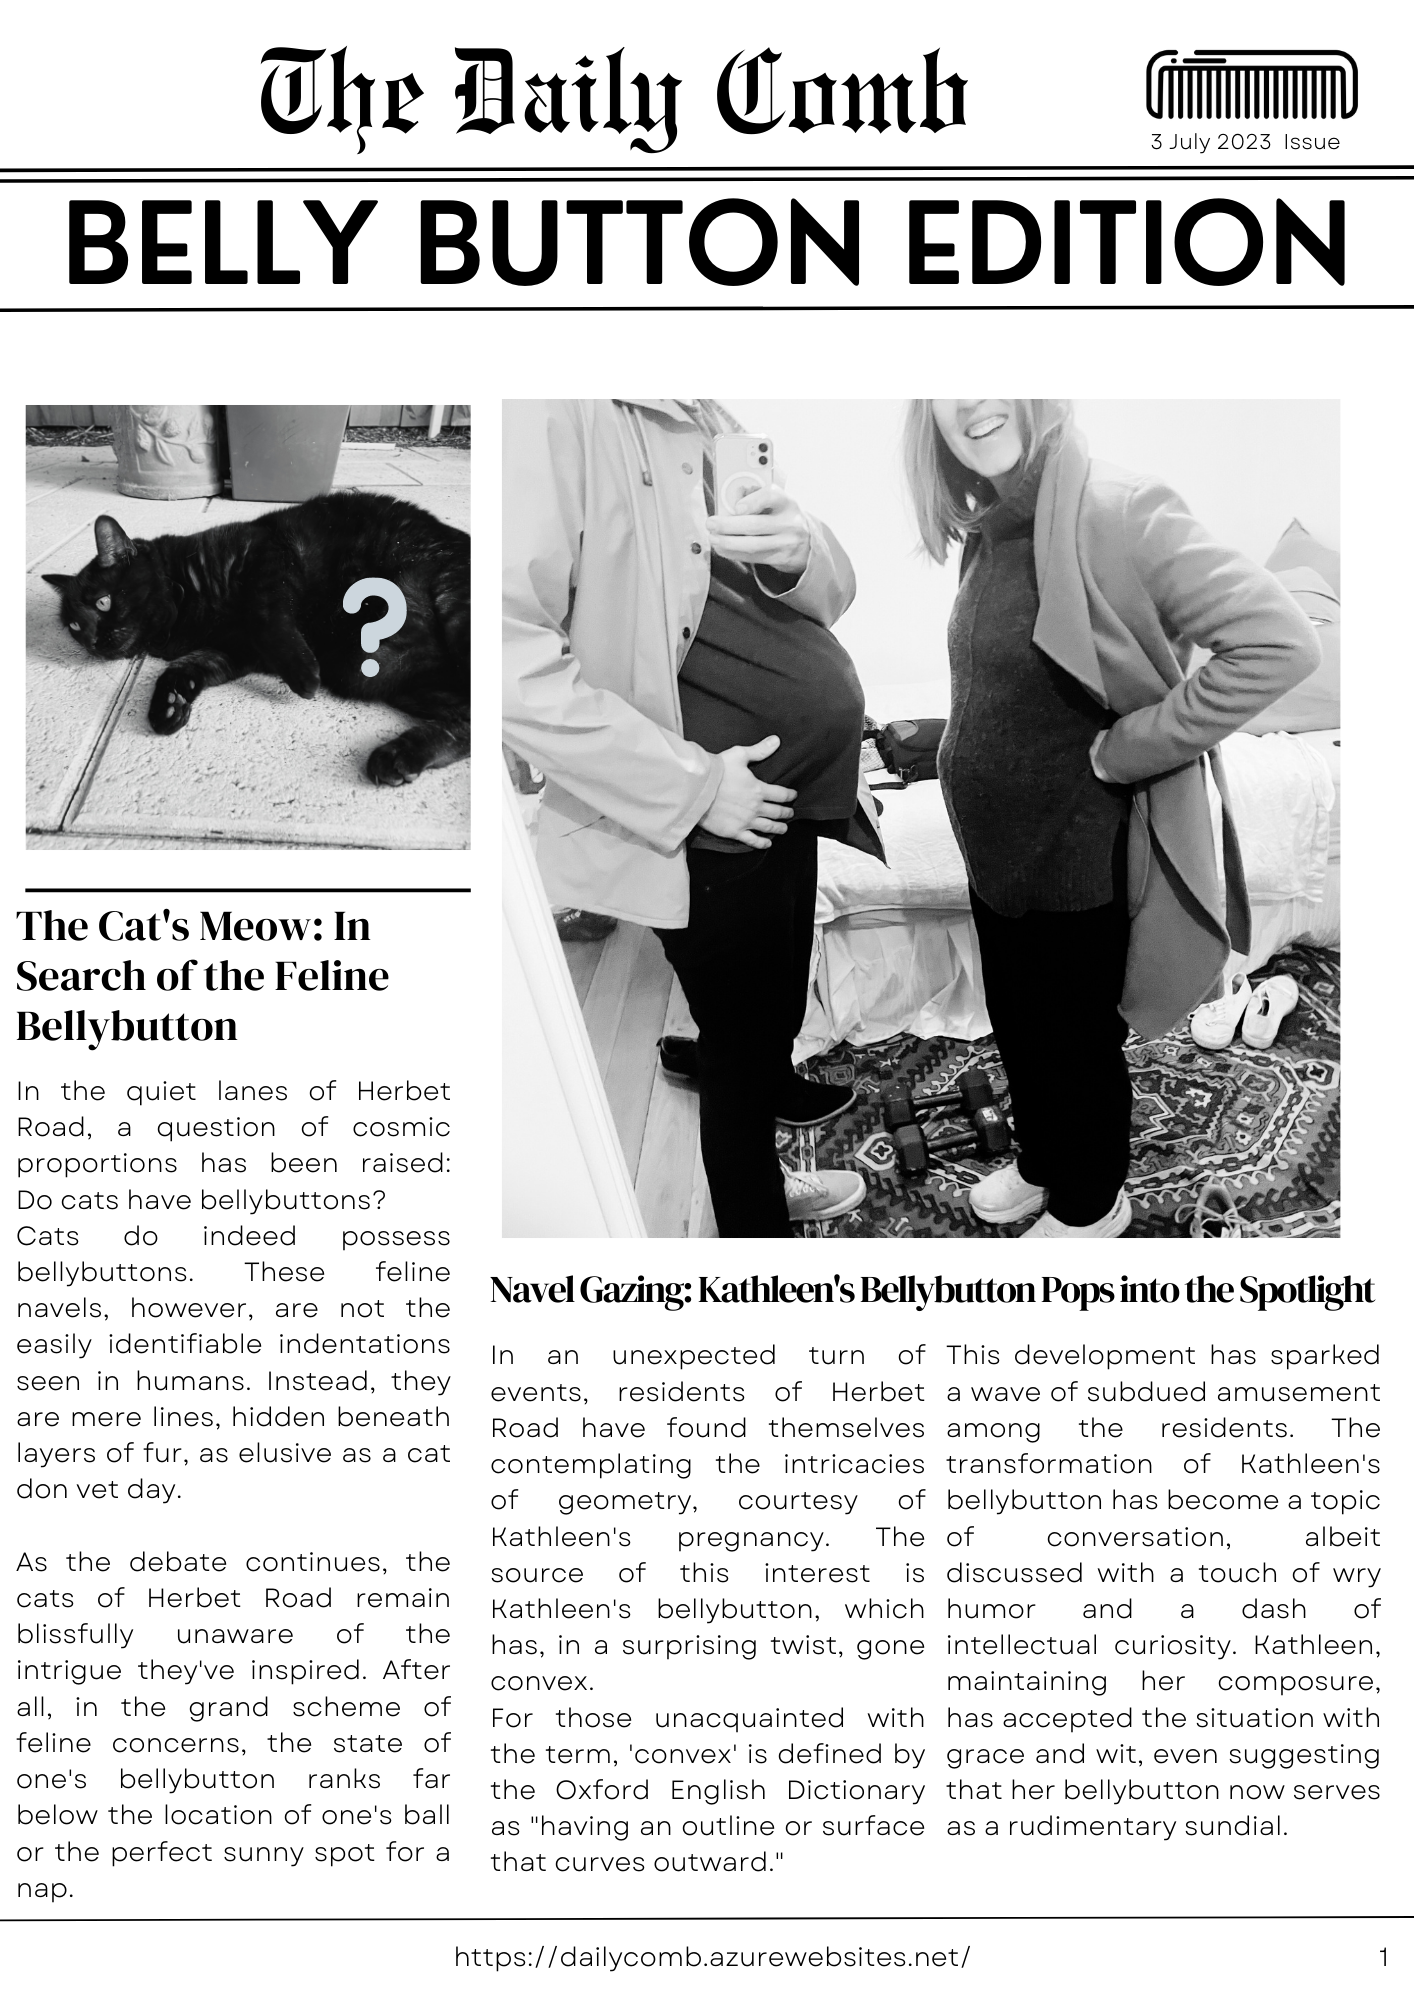 The Daily Comb
3 July 2023 Issue
BELLY BUTTON EDITION
?
The Cat's Meow: In
Search of the Feline
Bellybutton
In the quiet lanes of Herbet
Road, a question of cosmic
proportions has been raised:
Do cats have bellybuttons?
Cats do indeed possess
bellybuttons. These feline
navels, however, are not the
easily identifiable indentations
seen in humans. Instead, they
are mere lines, hidden beneath
layers of fur, as elusive as a cat
don vet day.
As the debate continues, the
cats of Herbet Road remain
blissfully unaware of the
intrigue they've inspired. After
all, in the grand scheme of
feline concerns, the state of
one's bellybutton ranks far
below the location of one's ball
or the perfect sunny spot for a
nap.
Navel Gazing: Kathleen's Bellybutton Pops into the Spotlight
In an unexpected turn of
events, residents of Herbet
Road have found themselves
contemplating the intricacies
of geometry, courtesy of
Kathleen's pregnancy. The
source of this interest is
Kathleen's bellybutton, which
has, in a surprising twist, gone
convex.
For those unacquainted with
the term, 'convex' is defined by
the Oxford English Dictionary
as "having an outline or surface
that curves outward."
This development has sparked
a wave of subdued amusement
among the residents. The
transformation of Kathleen's
bellybutton has become a topic
of conversation, albeit
discussed with a touch of wry
humor and a dash of
intellectual curiosity. Kathleen,
maintaining her composure,
has accepted the situation with
grace and wit, even suggesting
that her bellybutton now serves
as a rudimentary sundial.
https://dailycomb.azurewebsites.net/
1